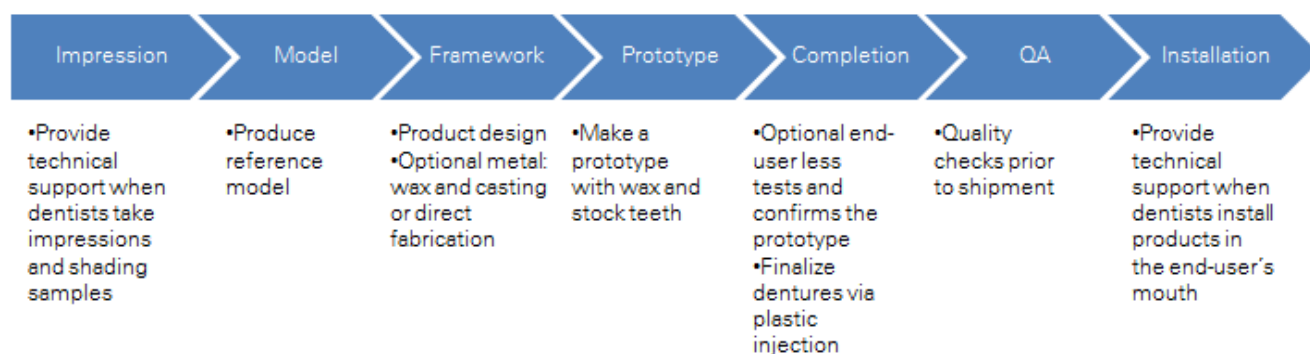 Impression
Model
Framework
Prototype
Completion
QA
Installation
•Provide
technical
support when
dentists take
impressions
and shading
samples
•Produce
reference
model
•Product design
•Optional metal:
wax and casting
or direct
fabrication
•Make a
prototype
with wax and
stock teeth
•Optional end-
user less
tests and
confirms the
prototype
•Finalize
dentures via
plastic
injection
•Quality
checks prior
to shipment
•Provide
technical
support when
dentists install
products in
the end-user's
mouth